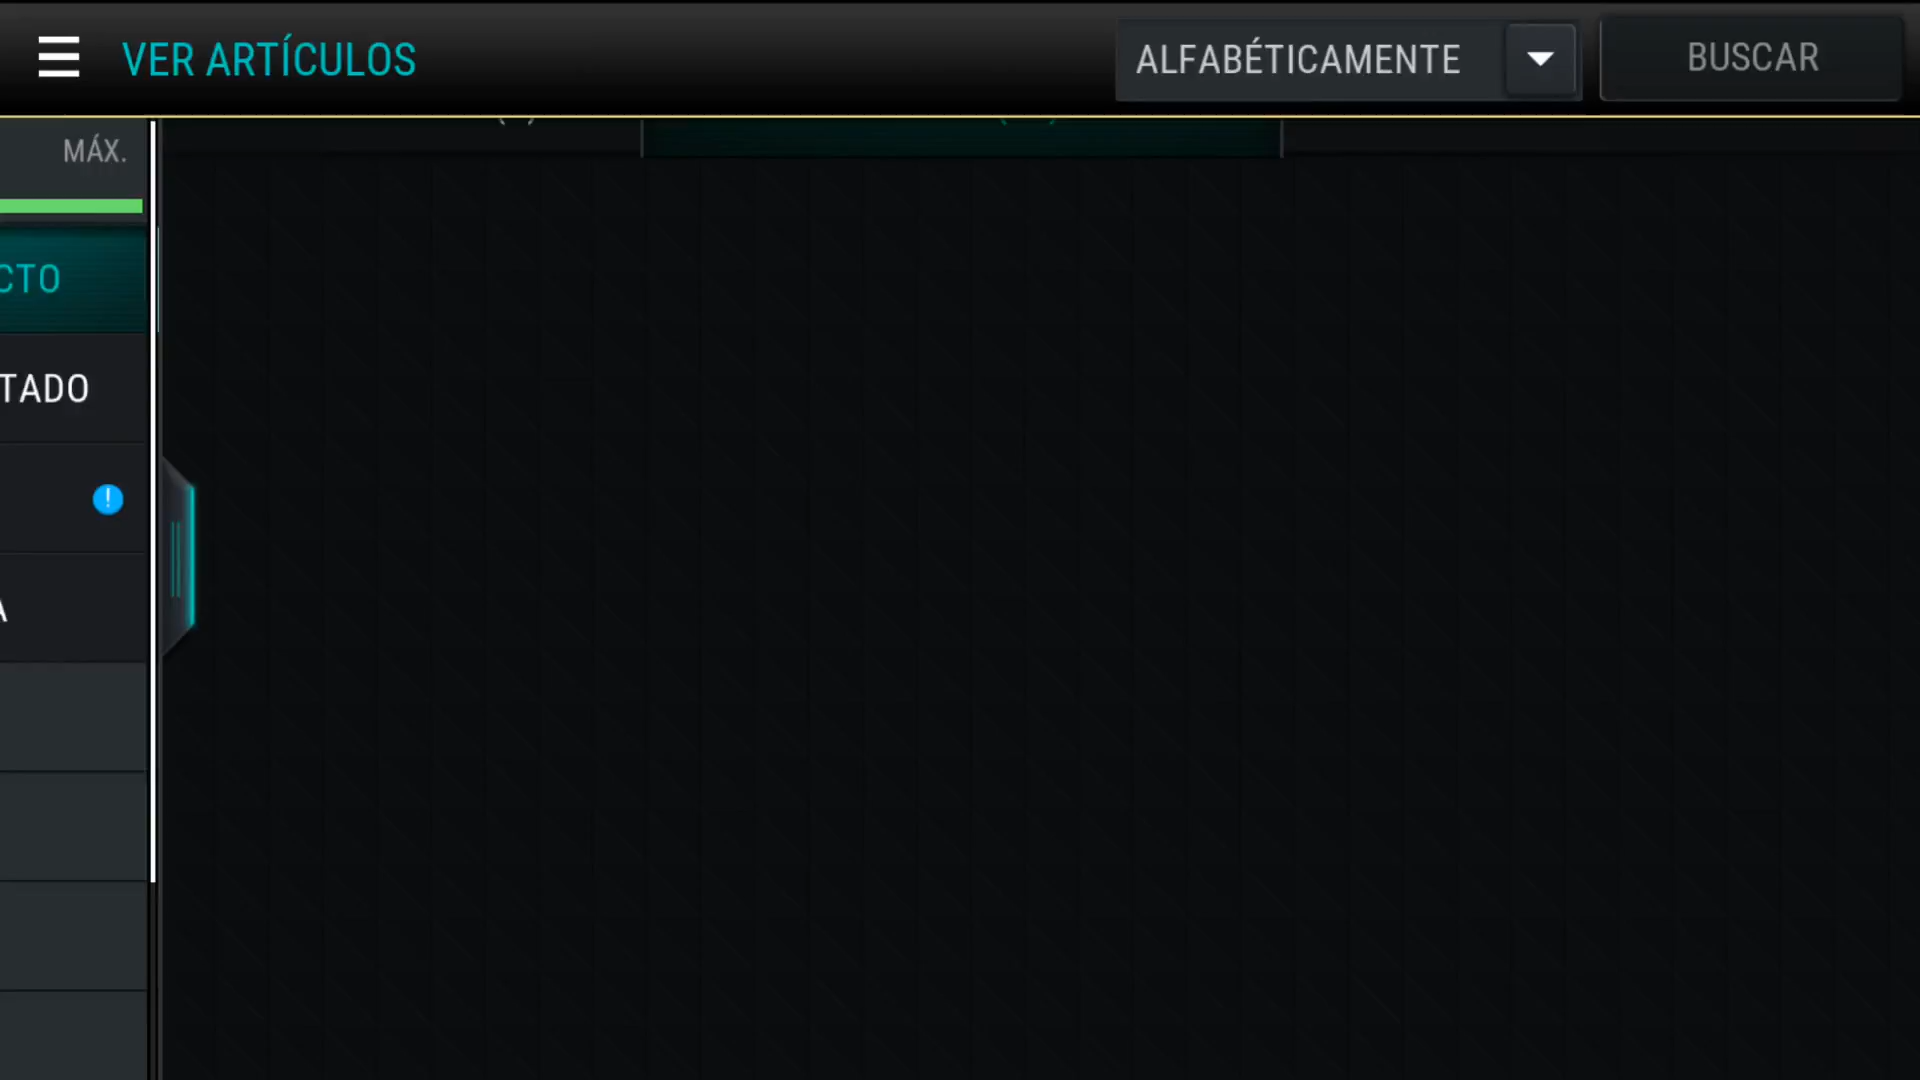 VER ARTÍCULOS
ALFABÉTICAMENTE
BUSCAR
MÁX.
CTO
TADO
!
A